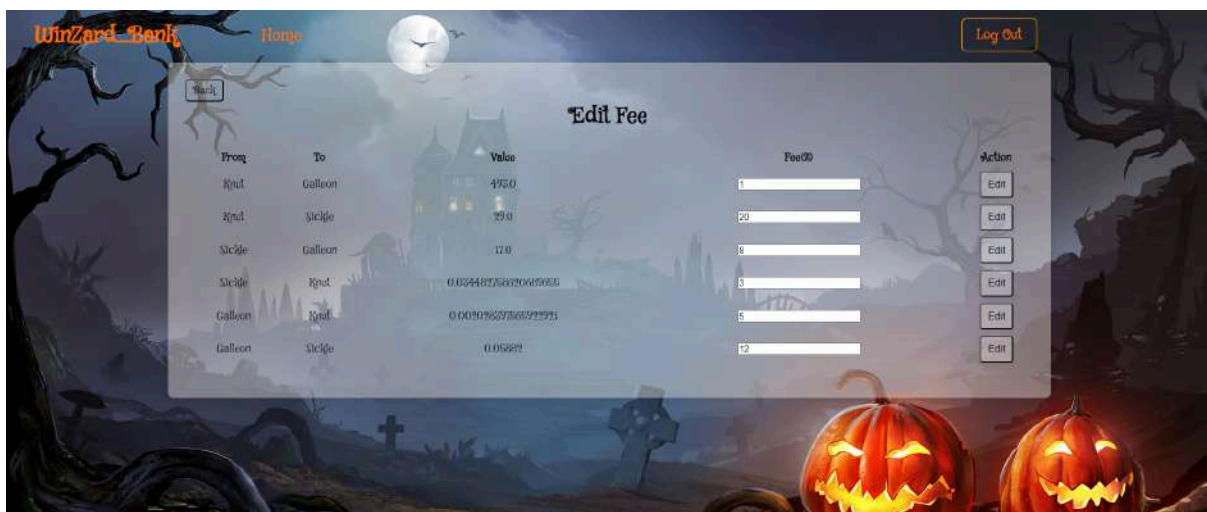 WinZard_Bank Home Log Out
Back
Edit Fee
From To Value Fee(%) Action
Knut Galleon 493.0 1 Edit
Knut Sickle 29.0 20 Edit
Sickle Galleon 17.0 8 Edit
Sickle Knut 3 Edit
Galleon Knut 5 Edit
Galleon Sickle 0.05882 12 Edit